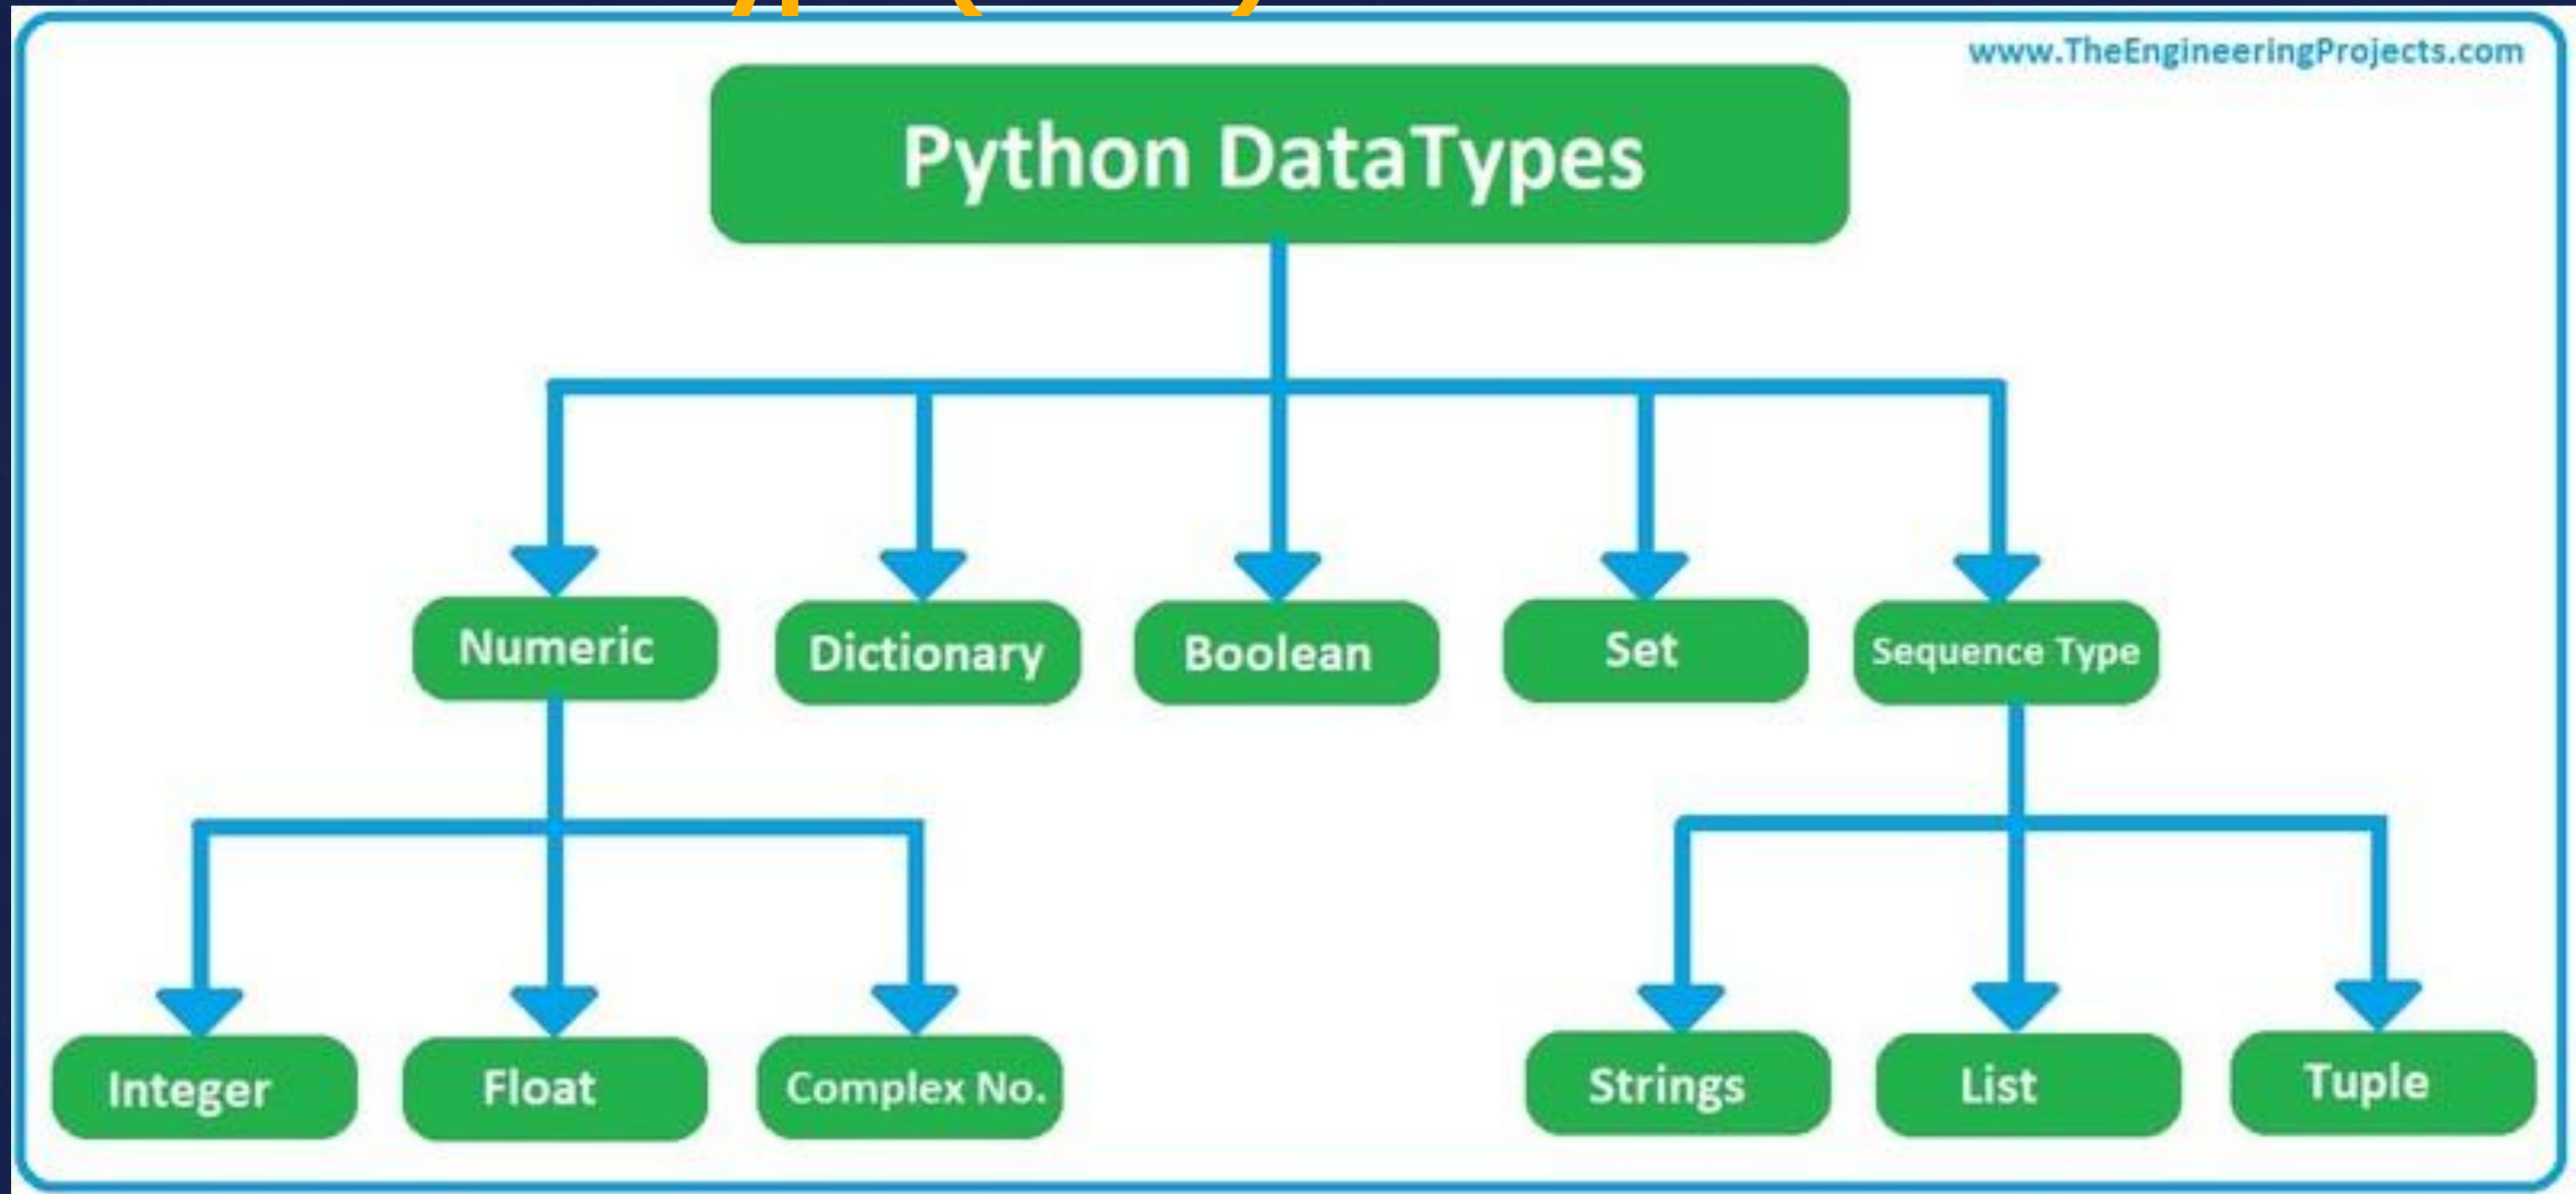 www.TheEngineeringProjects.com
Python DataTypes
Numeric
Dictionary
Boolean
Set
Sequence Type
Integer
Float
Complex No.
Strings
List
Tuple